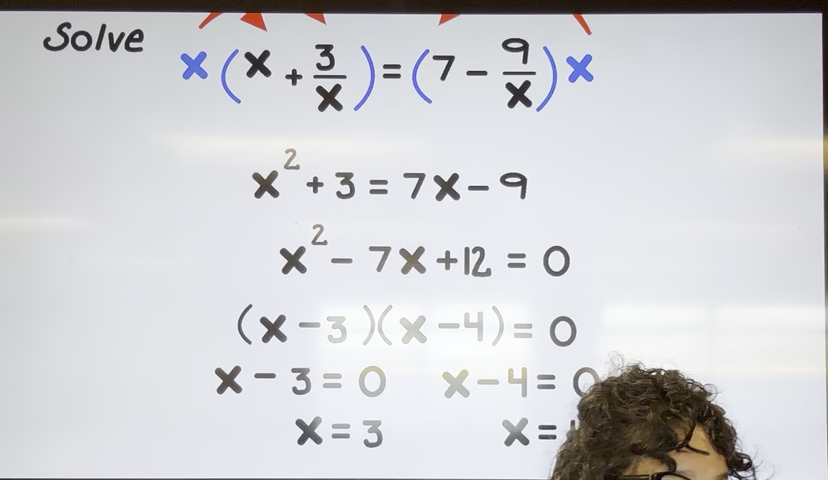 Solve
x(x + 3/x) = (7 - 9/x)x
x² + 3 = 7x - 9
x² - 7x + 12 = 0
(x - 3)(x - 4) = 0
x - 3 = 0 x - 4 = 0
x = 3 x =